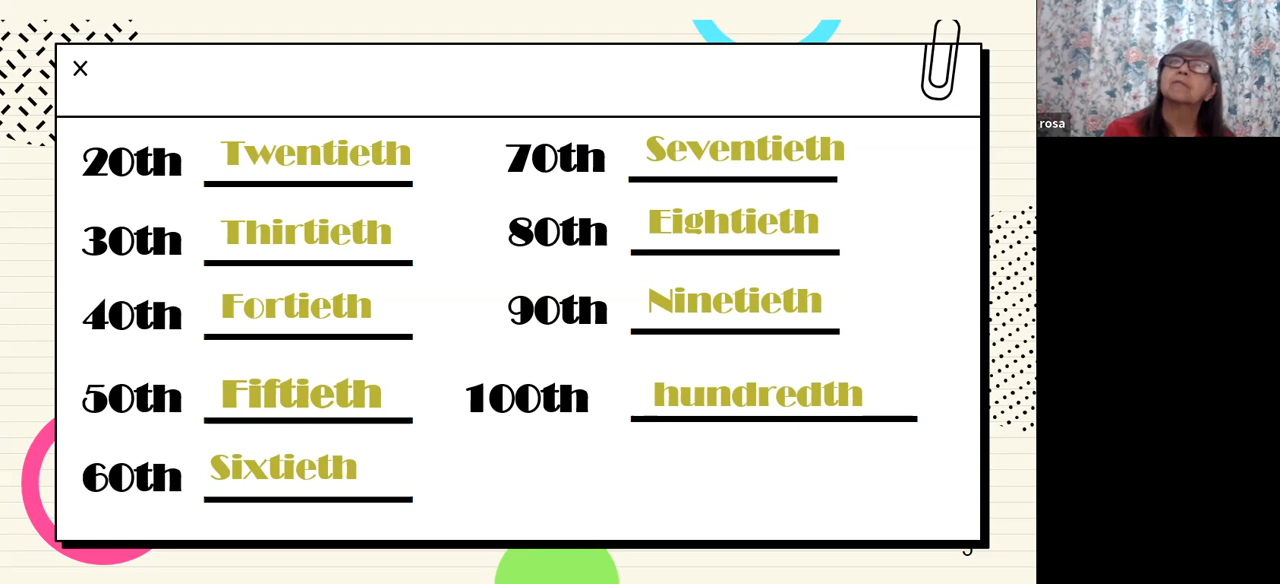 ×
20th Twentieth
30th Thirtieth
40th Fortieth
50th Fiftieth
60th Sixtieth
70th Seventieth
80th Eightieth
90th Ninetieth
100th hundredth
rosa